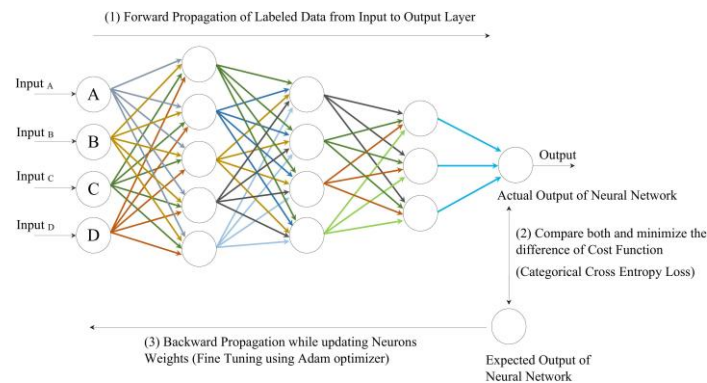 (1) Forward Propagation of Labeled Data from Input to Output Layer
Input A
A
Input B
B
Input C
C
Input D
D
Output
Actual Output of Neural Network
(2) Compare both and minimize the
difference of Cost Function
(Categorical Cross Entropy Loss)
(3) Backward Propagation while updating Neurons
Weights (Fine Tuning using Adam optimizer)
Expected Output of
Neural Network